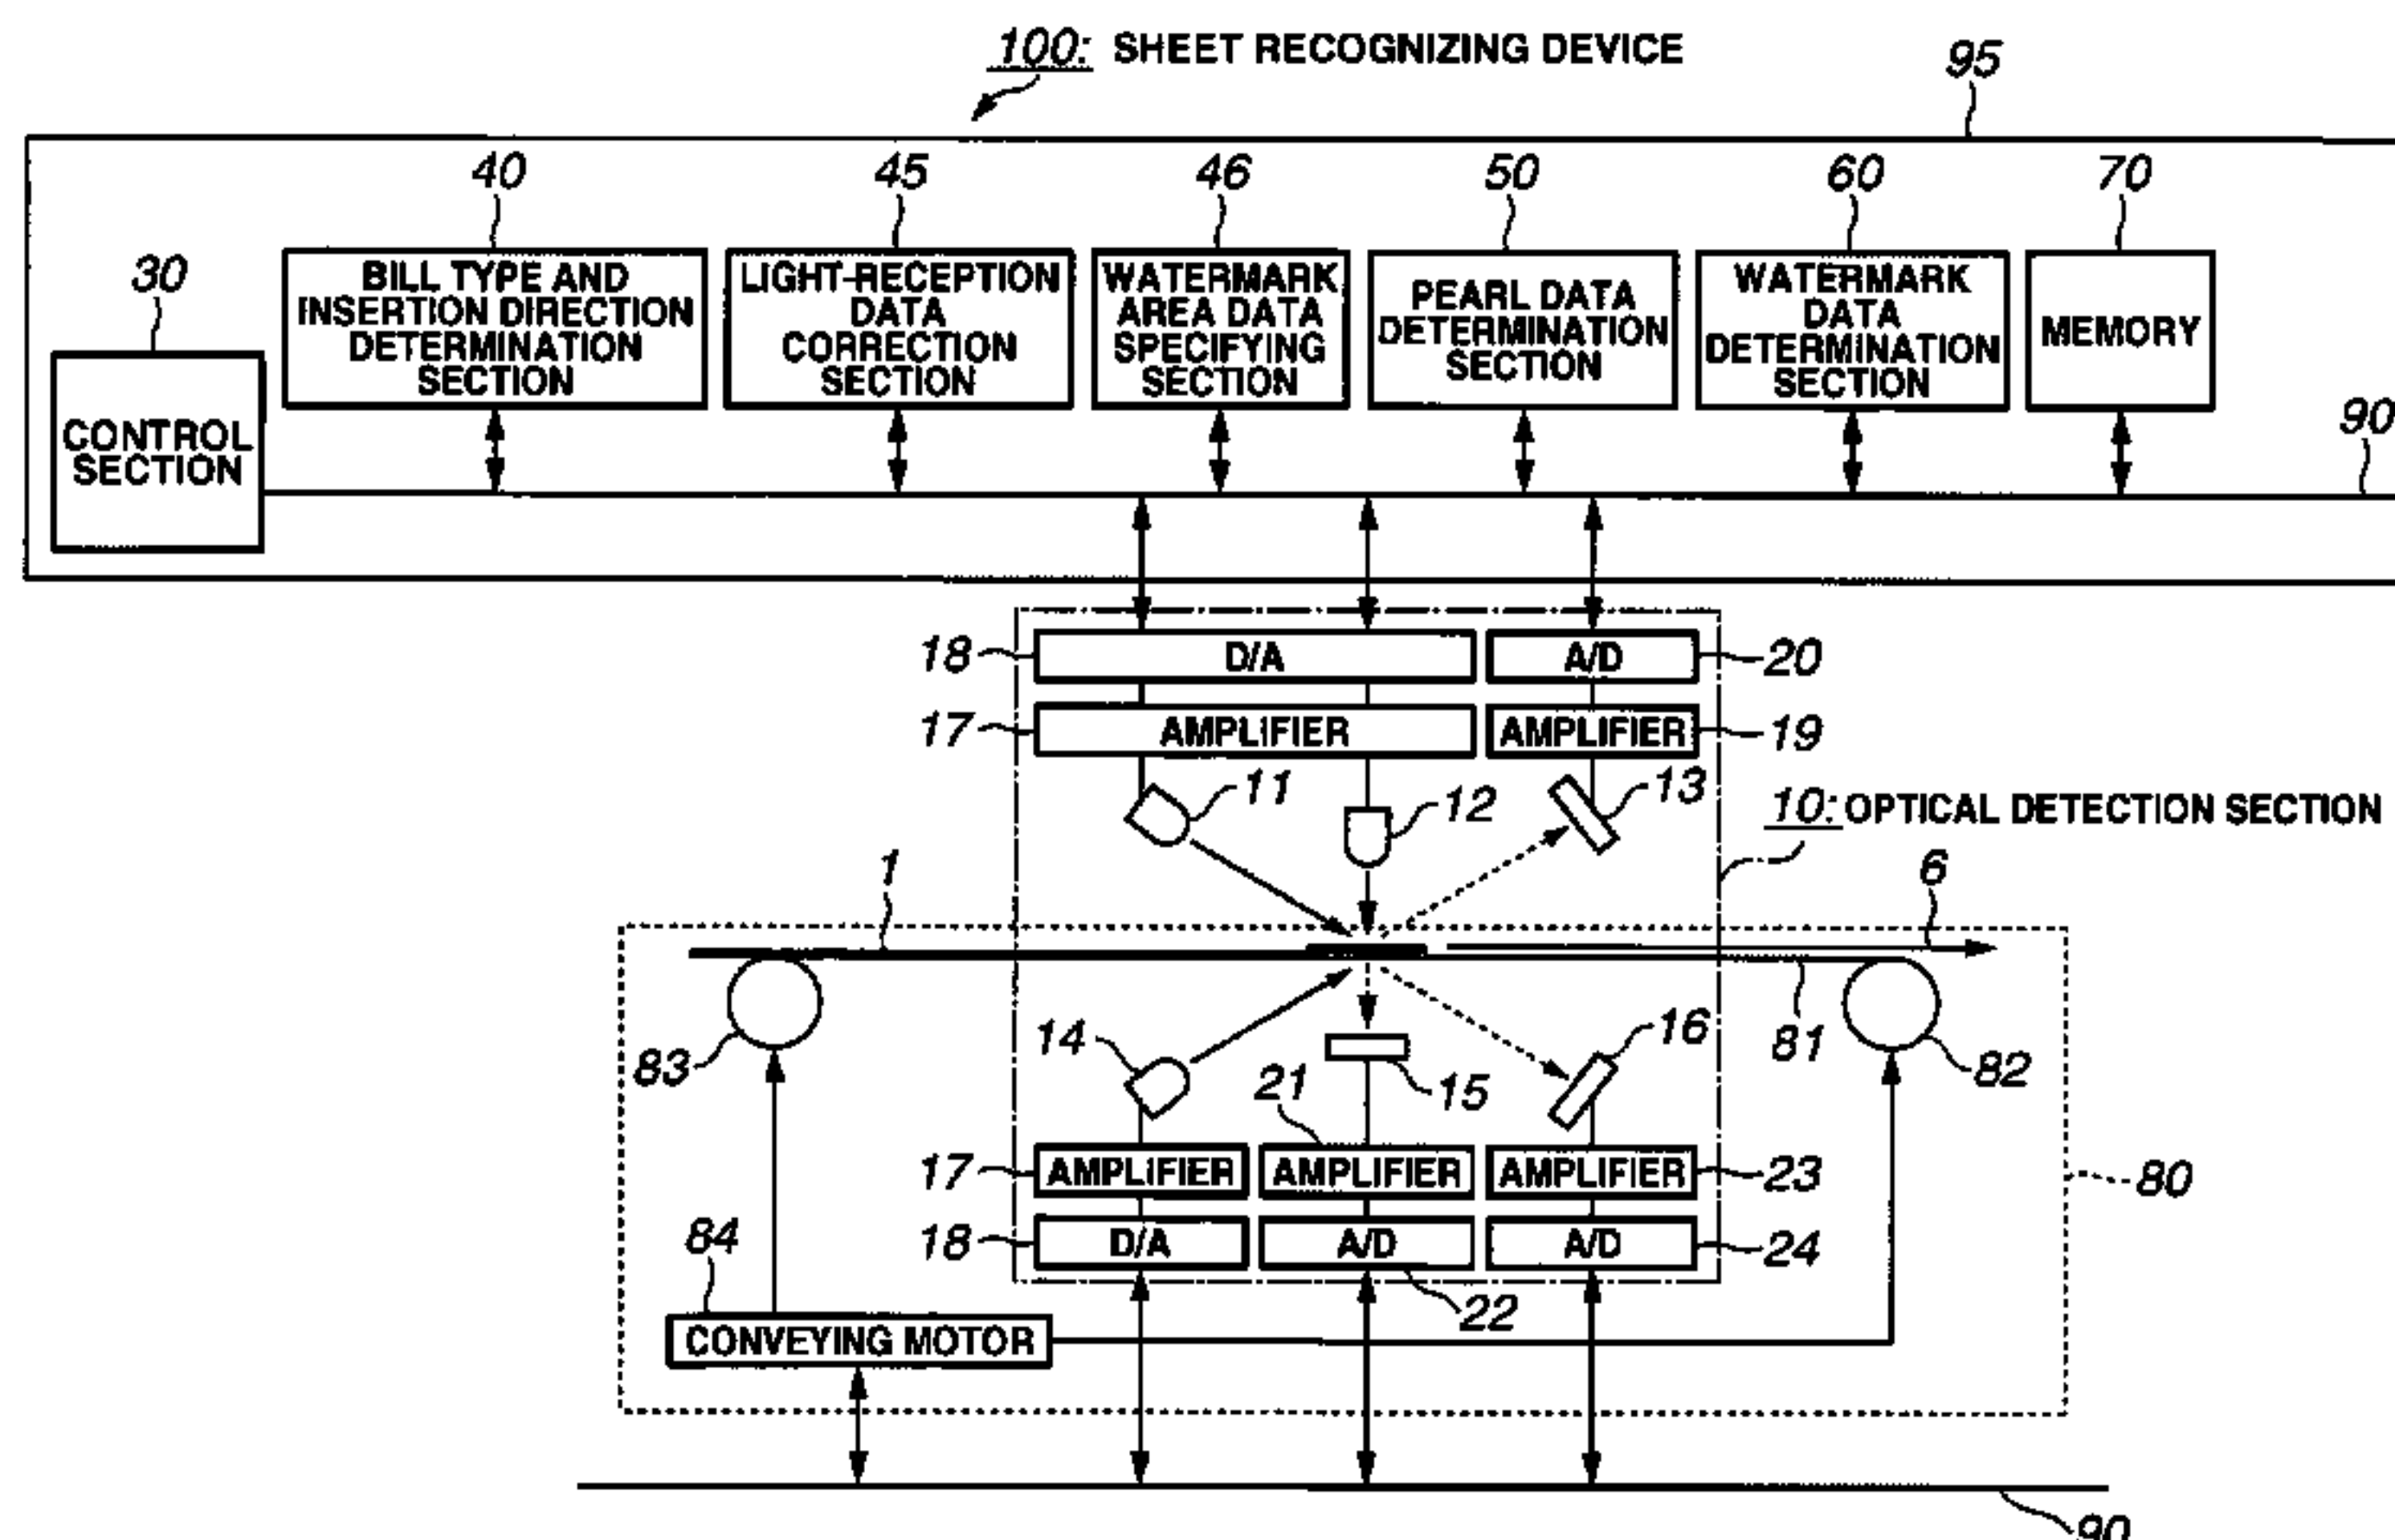 100: SHEET RECOGNIZING DEVICE
95
40
45
46
50
60
70
30
BILL TYPE AND
INSERTION DIRECTION
DETERMINATION
SECTION
LIGHT-RECEPTION
DATA
CORRECTION
SECTION
WATERMARK
AREA DATA
SPECIFYING
SECTION
PEARL DATA
DETERMINATION
SECTION
WATERMARK
DATA
DETERMINATION
SECTION
MEMORY
CONTROL
SECTION
90
18
D/A
A/D
20
17
AMPLIFIER
AMPLIFIER
19
11
12
13
10: OPTICAL DETECTION SECTION
1
6
83
14
21
15
16
81
82
17
AMPLIFIER
AMPLIFIER
AMPLIFIER
23
80
84
18
D/A
A/D
A/D
24
22
CONVEYING MOTOR
90